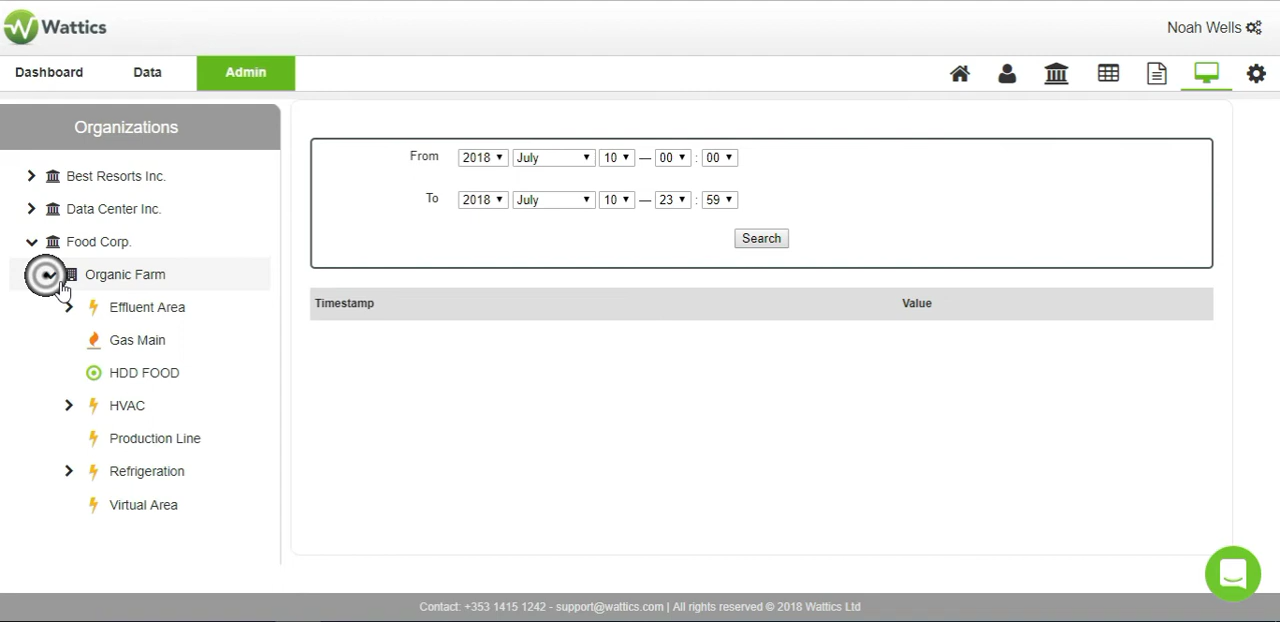 Wattics
Noah Wells
Dashboard Data Admin
Organizations
Best Resorts Inc.
Data Center Inc.
Food Corp.
Organic Farm
Effluent Area
Gas Main
HDD FOOD
HVAC
Production Line
Refrigeration
Virtual Area
From 2018 July 10 — 00 : 00
To 2018 July 10 — 23 : 59
Search
Timestamp Value
Contact: +353 1415 1242 - support@wattics.com | All rights reserved © 2018 Wattics Ltd